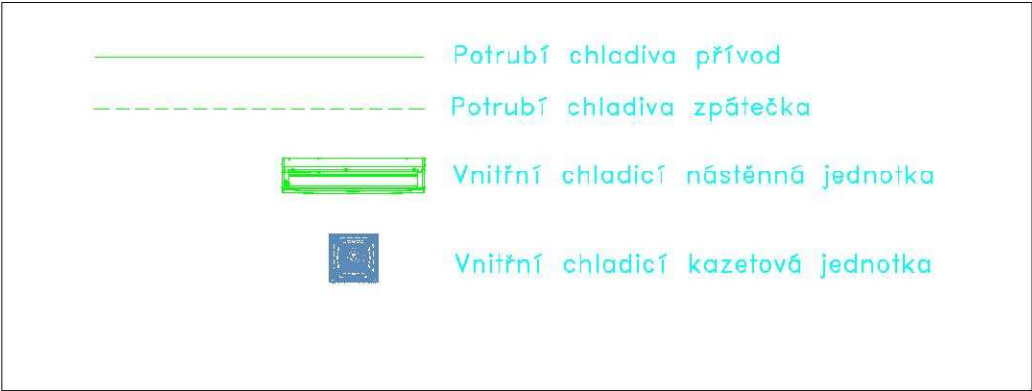 Potrubí chladiva přívod
Potrubí chladiva zpátečka
Vnitřní chladicí nástěnná jednotka
Vnitřní chladicí kazetová jednotka